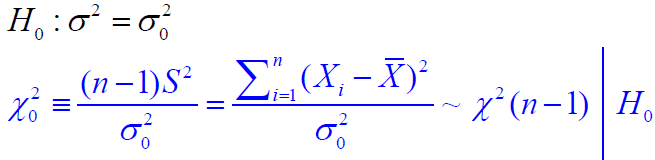 H₀ : σ² = σ₀²
χ₀² ≡ (n−1)S² / σ₀² = ∑ᵢ₌₁ⁿ (Xᵢ − X̅)² / σ₀² ~ χ²(n−1) | H₀